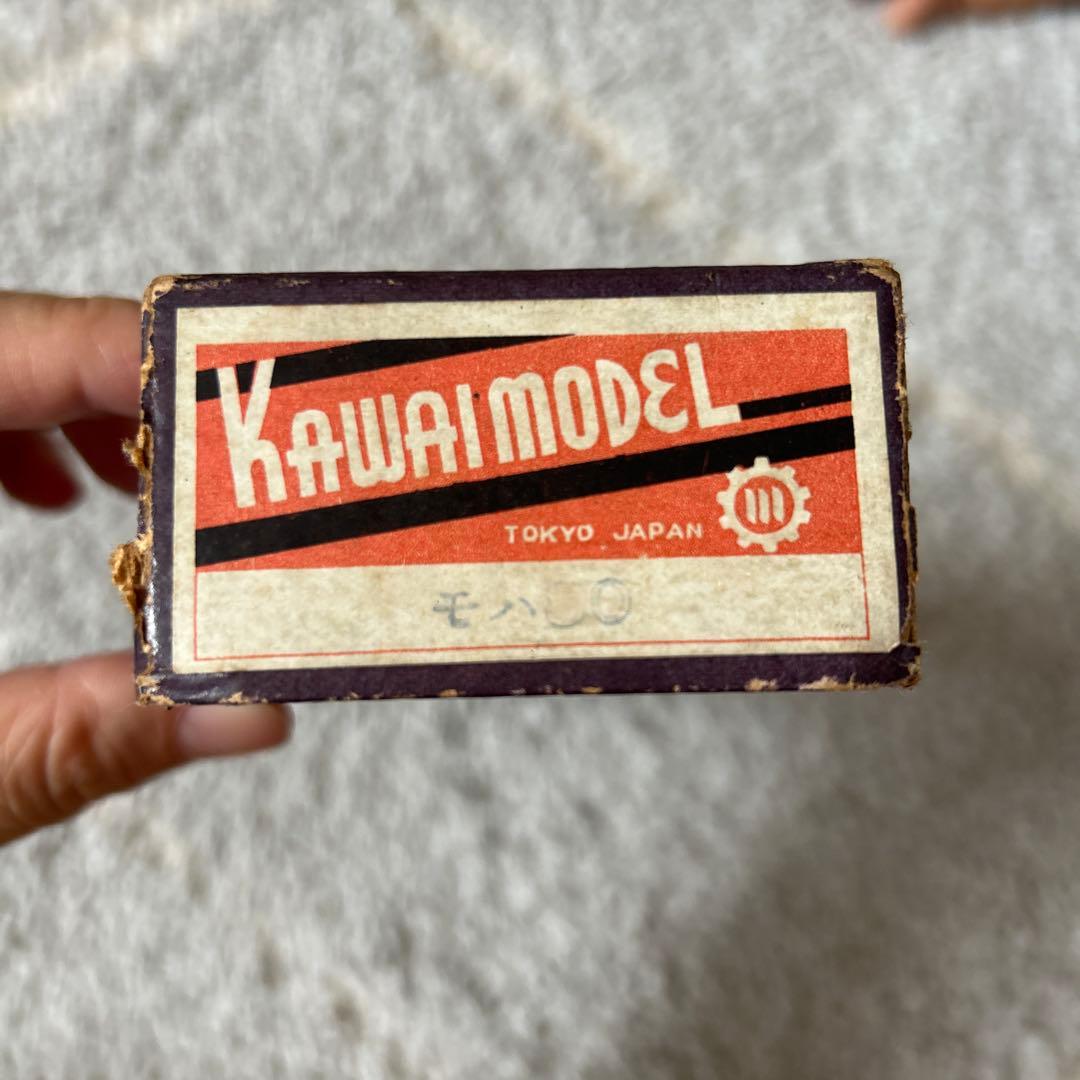 KAWAI MODEL
TOKYO JAPAN
モハ